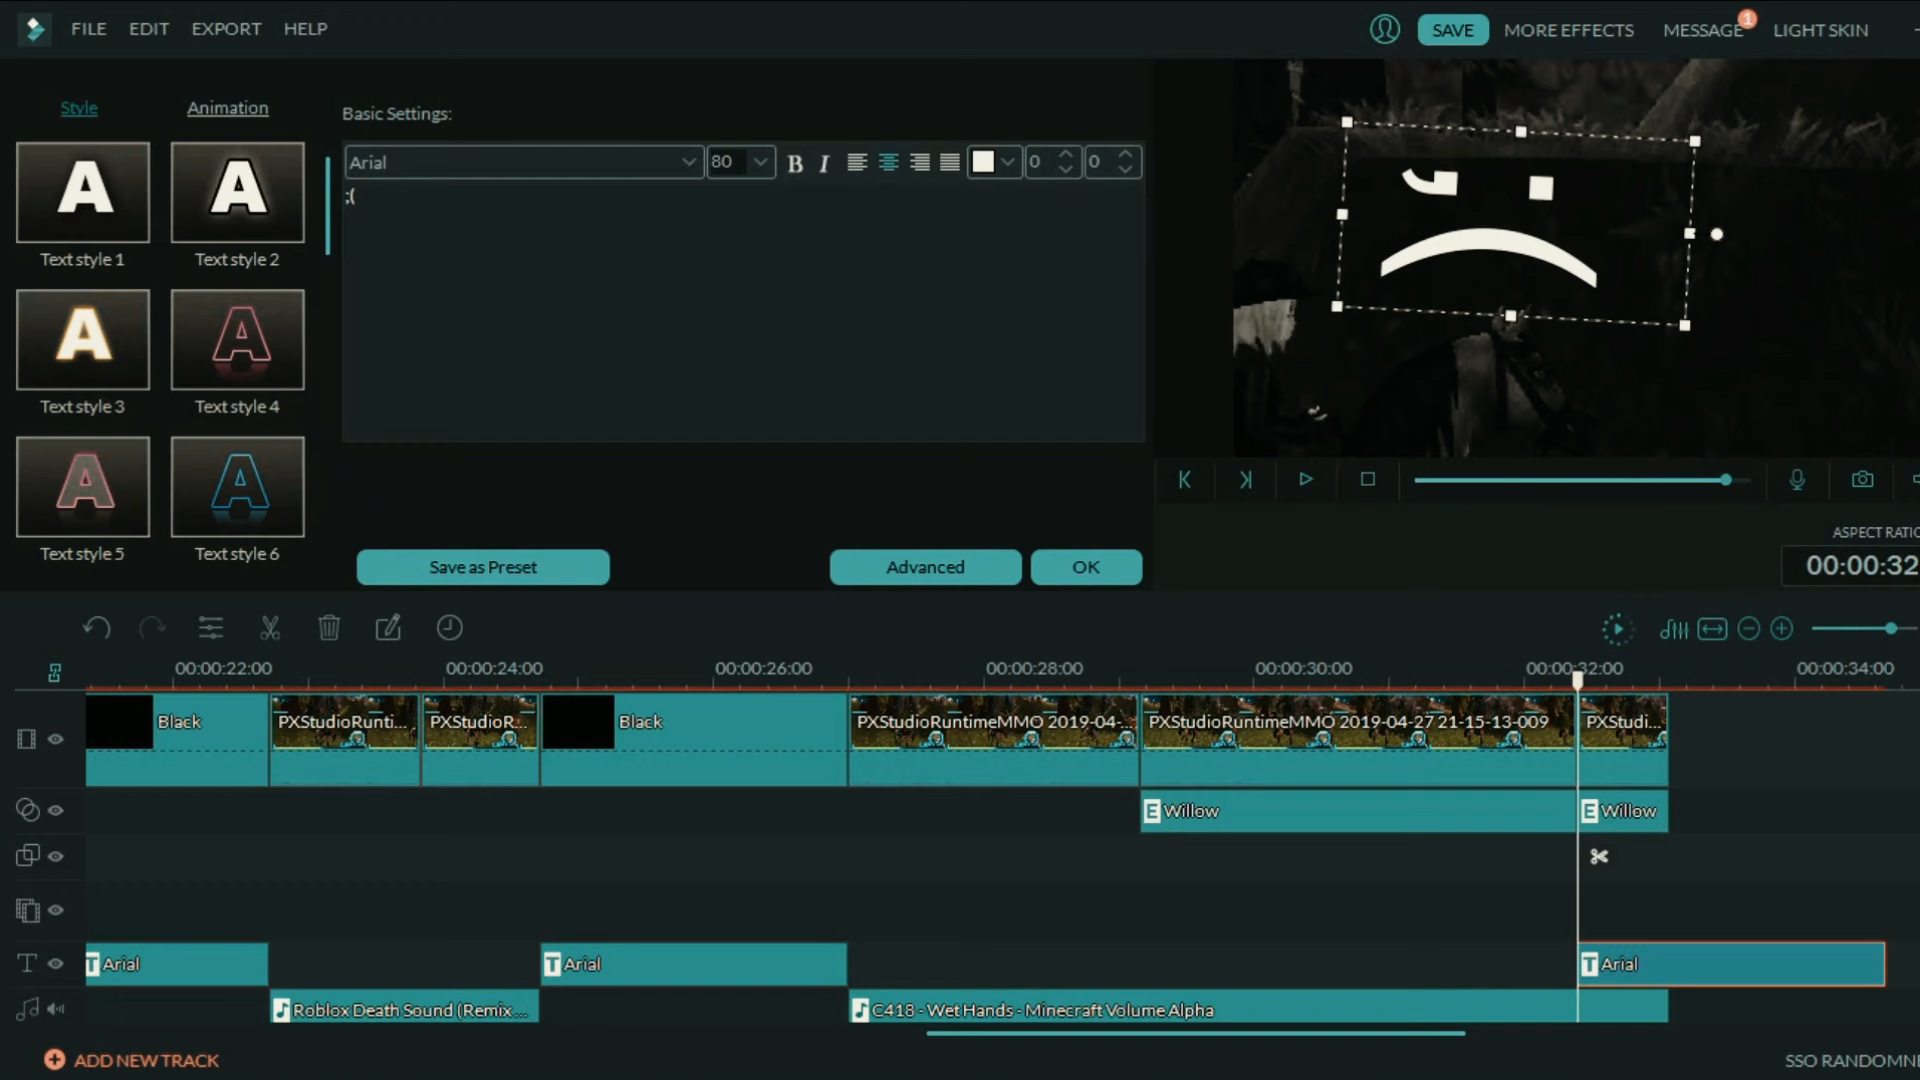 FILE EDIT EXPORT HELP
SAVE MORE EFFECTS MESSAGE 1 LIGHT SKIN
Style Animation
Basic Settings:
Arial 80 B I 0 0
;(
A A
Text style 1 Text style 2
A A
Text style 3 Text style 4
A A
Text style 5 Text style 6
;(
Save as Preset Advanced OK
ASPECT RATIO
00:00:32
00:00:22:00 00:00:24:00 00:00:26:00 00:00:28:00 00:00:30:00 00:00:32:00 00:00:34:00
Black PXStudioRunti... PXStudioR... Black PXStudioRuntimeMMO 2019-04-... PXStudioRuntimeMMO 2019-04-27 21-15-13-009 PXStudi...
E Willow E Willow
T T Arial T Arial T Arial
Roblox Death Sound (Remix... C418 - Wet Hands - Minecraft Volume Alpha
ADD NEW TRACK
SSO RANDOMNE